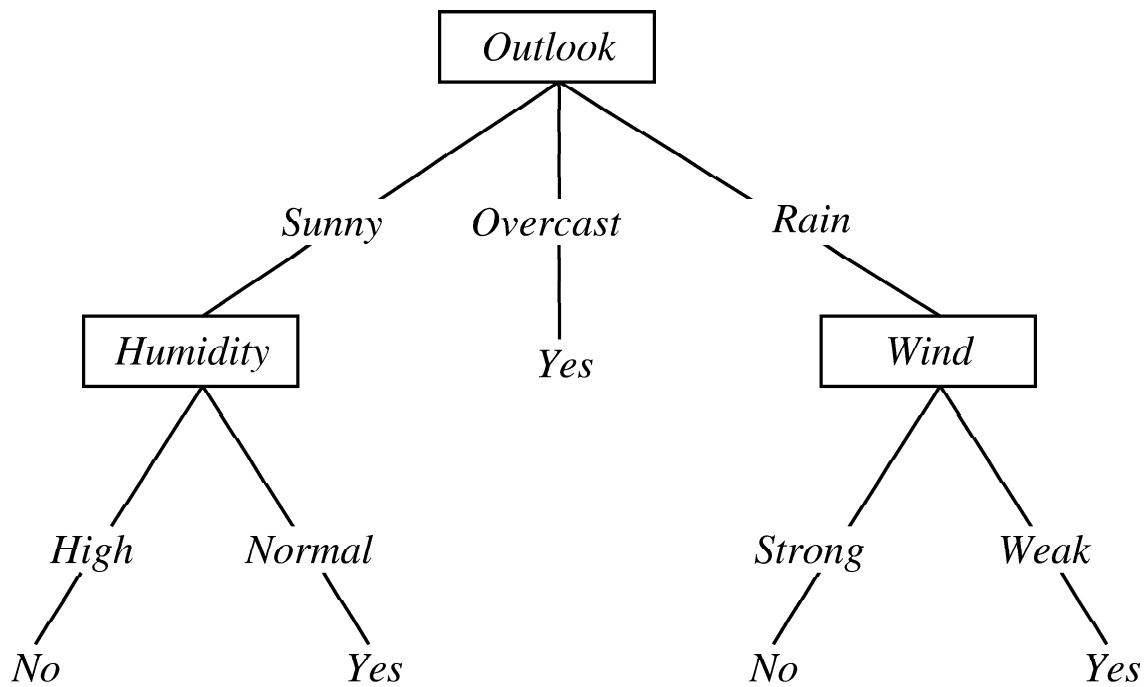 Outlook
Sunny Overcast Rain
Humidity Yes Wind
High Normal Strong Weak
No Yes No Yes